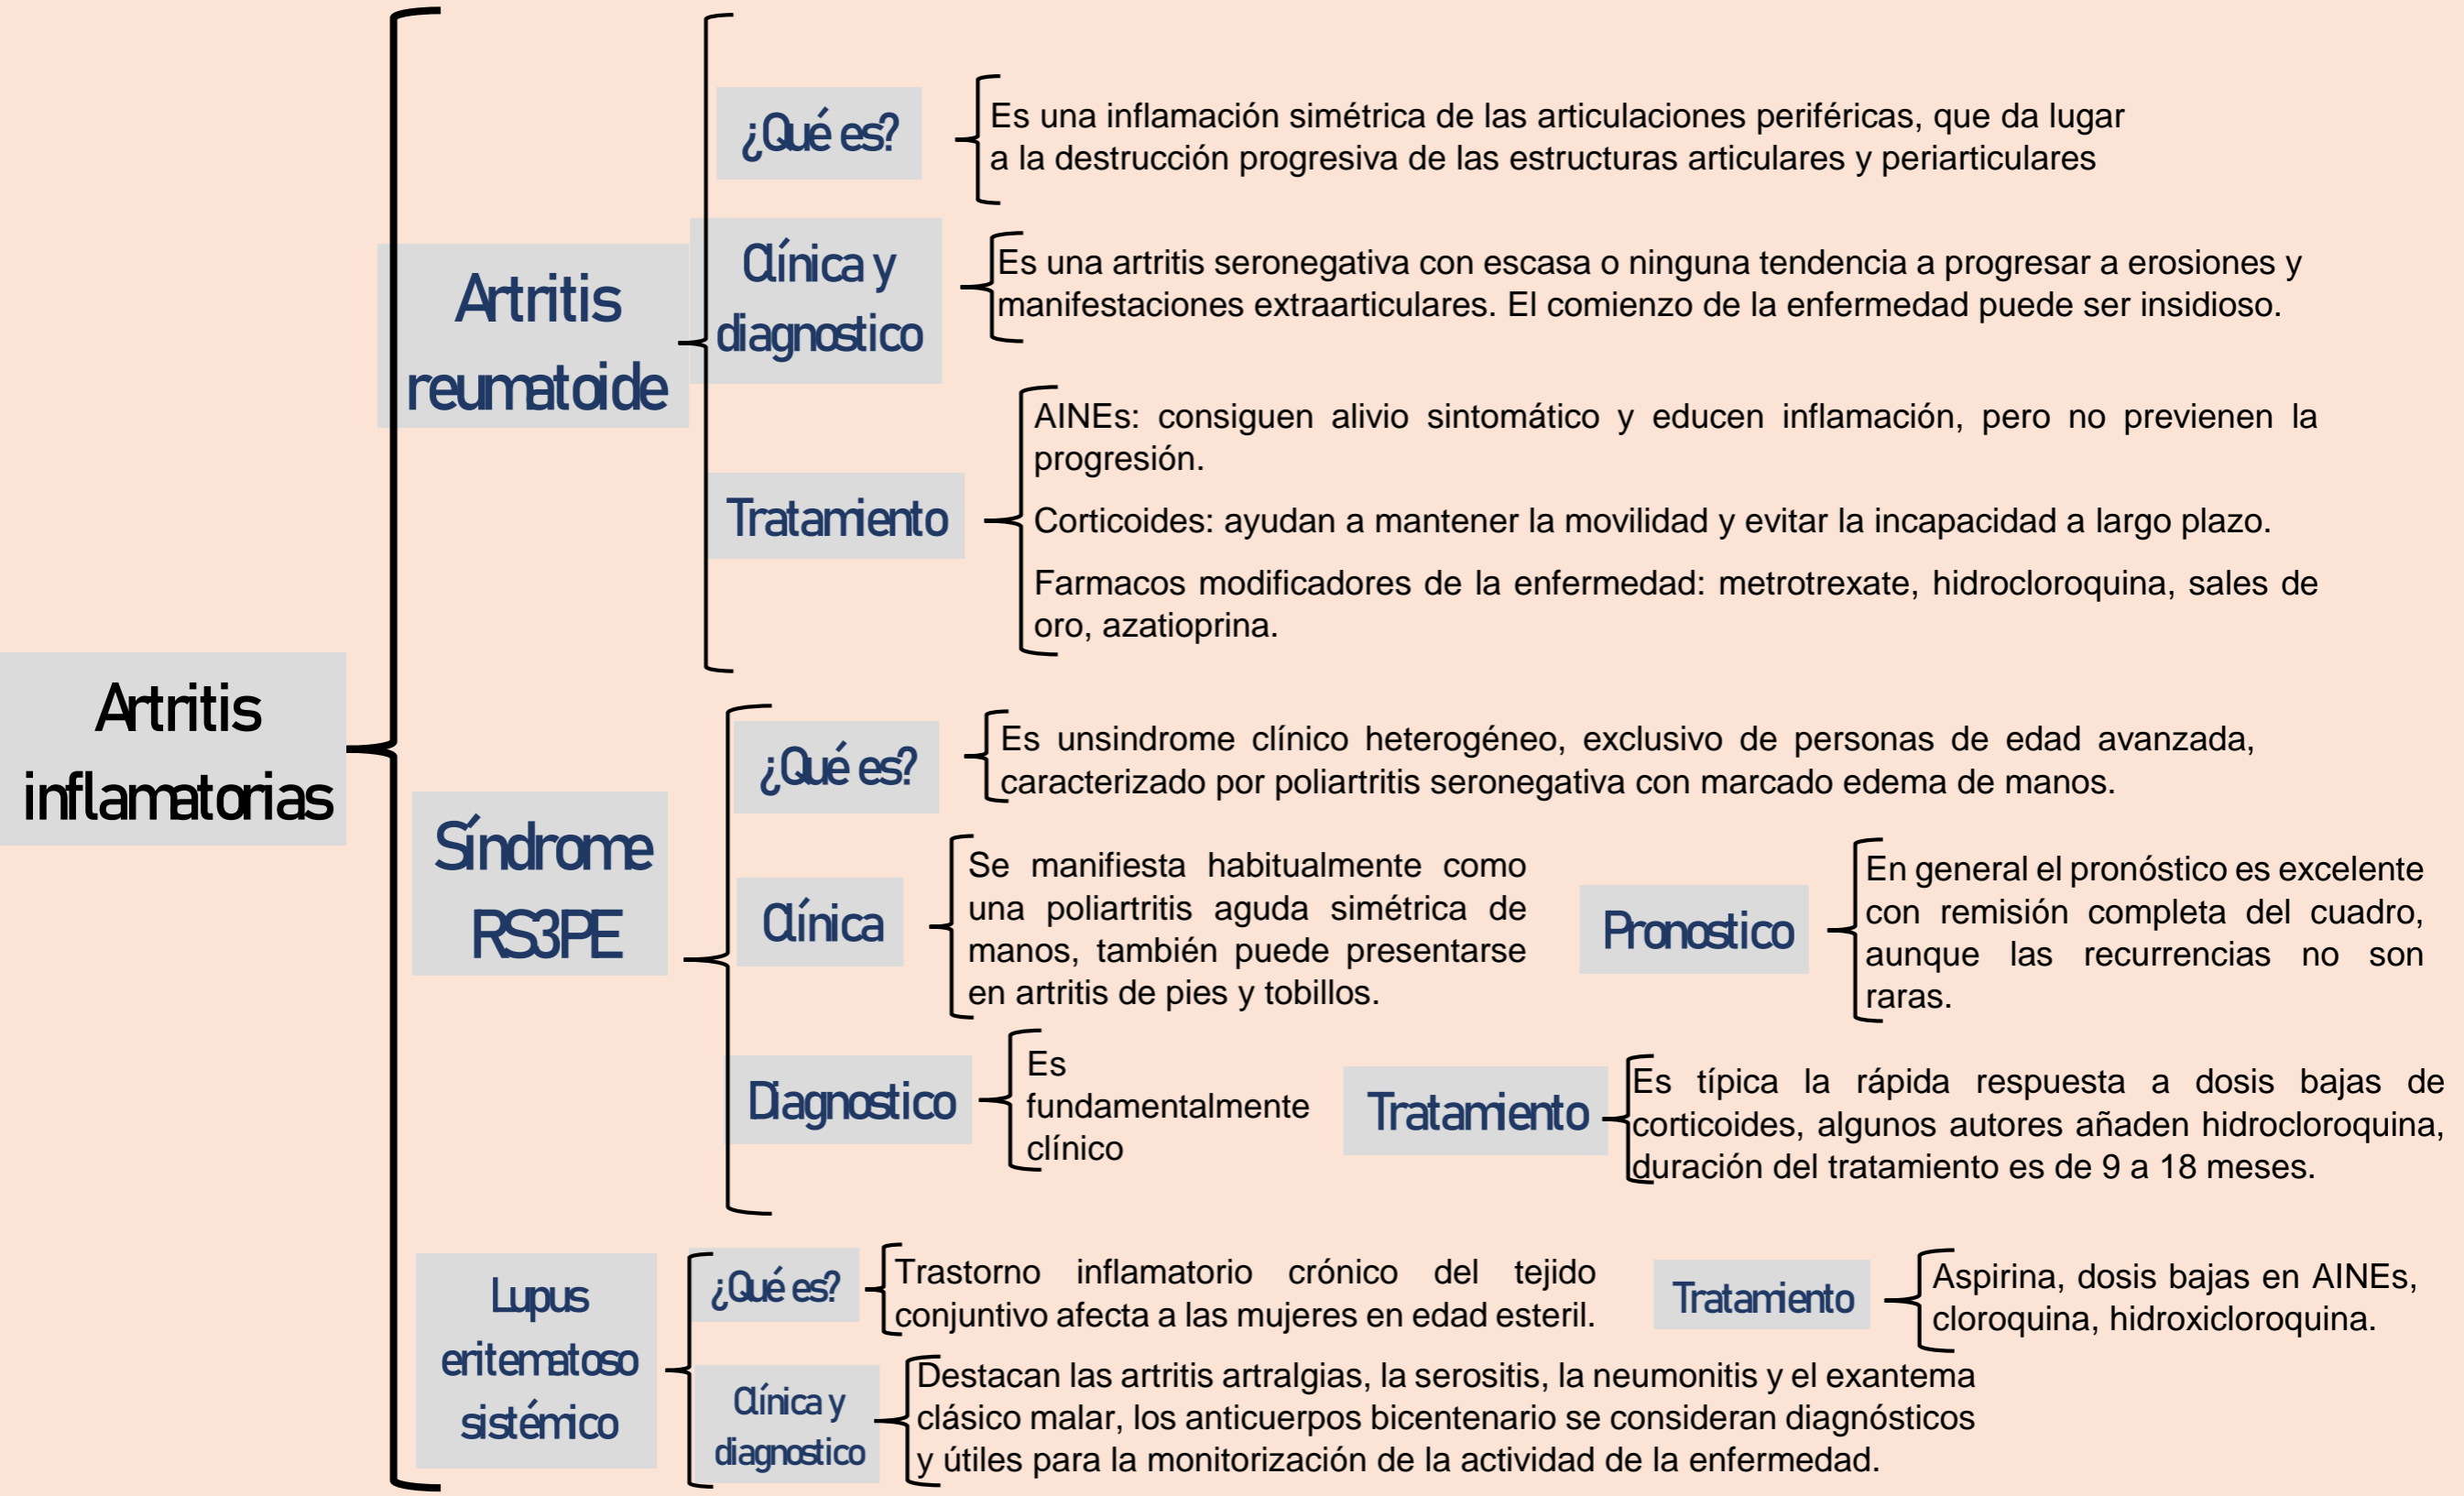 Artritis
inflamatorias
Artritis
reumatoide
¿Qué es?
Es una inflamación simétrica de las articulaciones periféricas, que da lugar
a la destrucción progresiva de las estructuras articulares y periarticulares
Clínica y
diagnostico
Es una artritis seronegativa con escasa o ninguna tendencia a progresar a erosiones y
manifestaciones extraarticulares. El comienzo de la enfermedad puede ser insidioso.
Tratamiento
AINEs: consiguen alivio sintomático y educen inflamación, pero no previenen la
progresión.
Corticoides: ayudan a mantener la movilidad y evitar la incapacidad a largo plazo.
Farmacos modificadores de la enfermedad: metrotrexate, hidrocloroquina, sales de
oro, azatioprina.
Síndrome
RS3PE
¿Qué es?
Es unsindrome clínico heterogéneo, exclusivo de personas de edad avanzada,
caracterizado por poliartritis seronegativa con marcado edema de manos.
Clínica
Se manifiesta habitualmente como
una poliartritis aguda simétrica de
manos, también puede presentarse
en artritis de pies y tobillos.
Pronostico
En general el pronóstico es excelente
con remisión completa del cuadro,
aunque las recurrencias no son
raras.
Diagnostico
Es
fundamentalmente
clínico
Tratamiento
Es típica la rápida respuesta a dosis bajas de
corticoides, algunos autores añaden hidrocloroquina,
duración del tratamiento es de 9 a 18 meses.
Lupus
eritematoso
sistémico
¿Qué es?
Trastorno inflamatorio crónico del tejido
conjuntivo afecta a las mujeres en edad esteril.
Tratamiento
Aspirina, dosis bajas en AINEs,
cloroquina, hidroxicloroquina.
Clínica y
diagnostico
Destacan las artritis artralgias, la serositis, la neumonitis y el exantema
clásico malar, los anticuerpos bicentenario se consideran diagnósticos
y útiles para la monitorización de la actividad de la enfermedad.